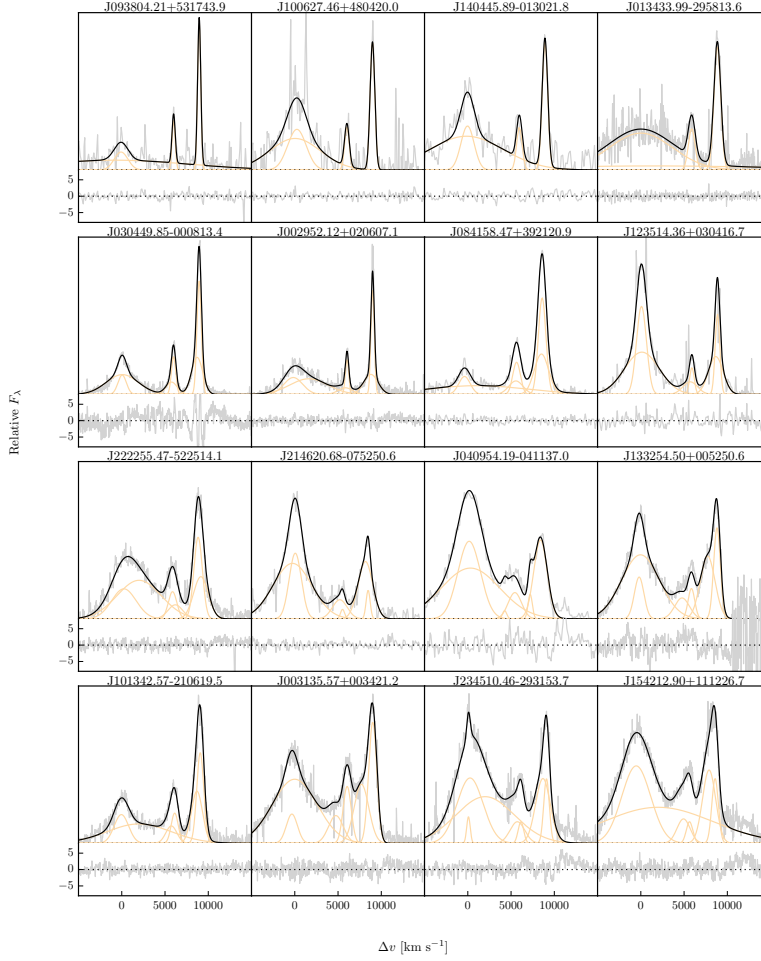 J093804.21+531743.9 J100627.46+480420.0 J140445.89-013021.8 J013433.99-295813.6
5
0
−5
J030449.85-000813.4 J002952.12+020607.1 J084158.47+392120.9 J123514.36+030416.7
5
0
−5
Relative Fλ
J222255.47-522514.1 J214620.68-075250.6 J040954.19-041137.0 J133254.50+005250.6
5
0
−5
J101342.57-210619.5 J003135.57+003421.2 J234510.46-293153.7 J154212.90+111226.7
5
0
−5
0 5000 10000 0 5000 10000 0 5000 10000 0 5000 10000
Δv [km s⁻¹]